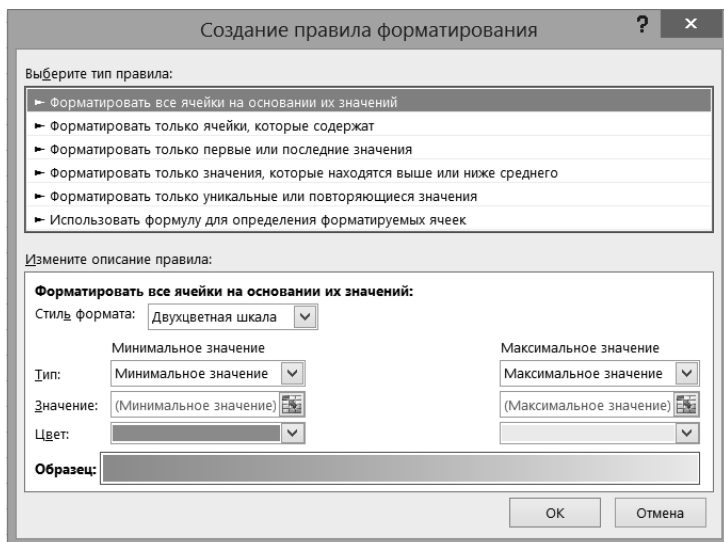 Создание правила форматирования ? ×
Выберите тип правила:
► Форматировать все ячейки на основании их значений
► Форматировать только ячейки, которые содержат
► Форматировать только первые или последние значения
► Форматировать только значения, которые находятся выше или ниже среднего
► Форматировать только уникальные или повторяющиеся значения
► Использовать формулу для определения форматируемых ячеек
Измените описание правила:
Форматировать все ячейки на основании их значений:
Стиль формата: Двухцветная шкала
Минимальное значение Максимальное значение
Тип: Минимальное значение Максимальное значение
Значение: (Минимальное значение) (Максимальное значение)
Цвет:
Образец:
ОК Отмена